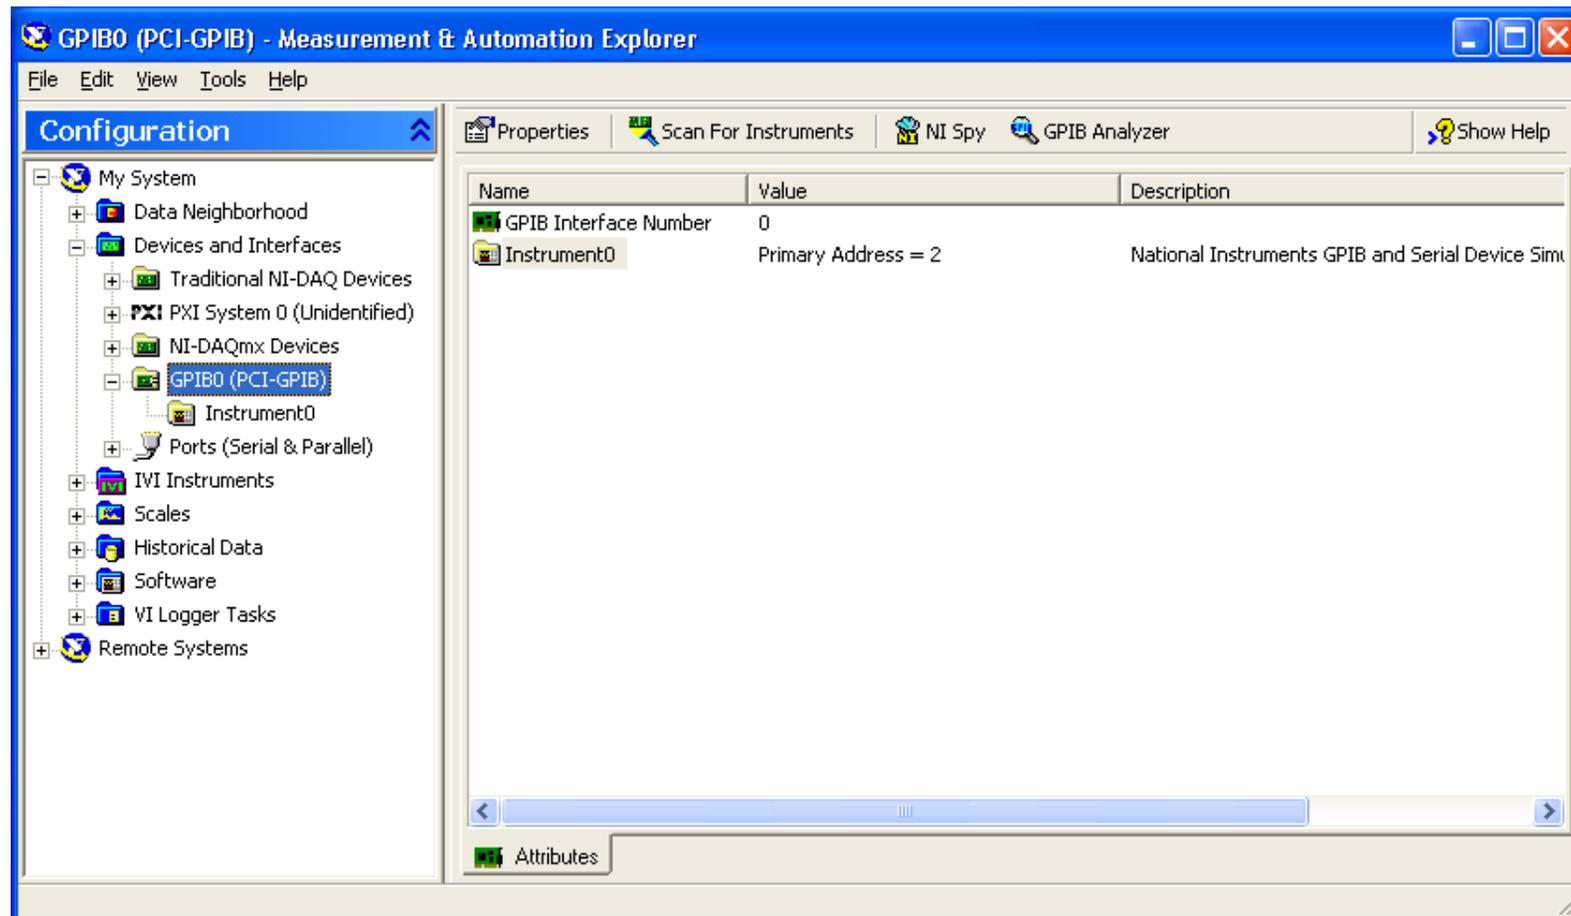 GPIB0 (PCI-GPIB) - Measurement & Automation Explorer
File Edit View Tools Help
Configuration
Properties Scan For Instruments NI Spy GPIB Analyzer Show Help
My System
Data Neighborhood
Devices and Interfaces
Traditional NI-DAQ Devices
PXI PXI System 0 (Unidentified)
NI-DAQmx Devices
GPIB0 (PCI-GPIB)
Instrument0
Ports (Serial & Parallel)
IVI IVI Instruments
Scales
Historical Data
Software
VI Logger Tasks
Remote Systems
Name Value Description
GPIB Interface Number 0
Instrument0 Primary Address = 2 National Instruments GPIB and Serial Device
Attributes